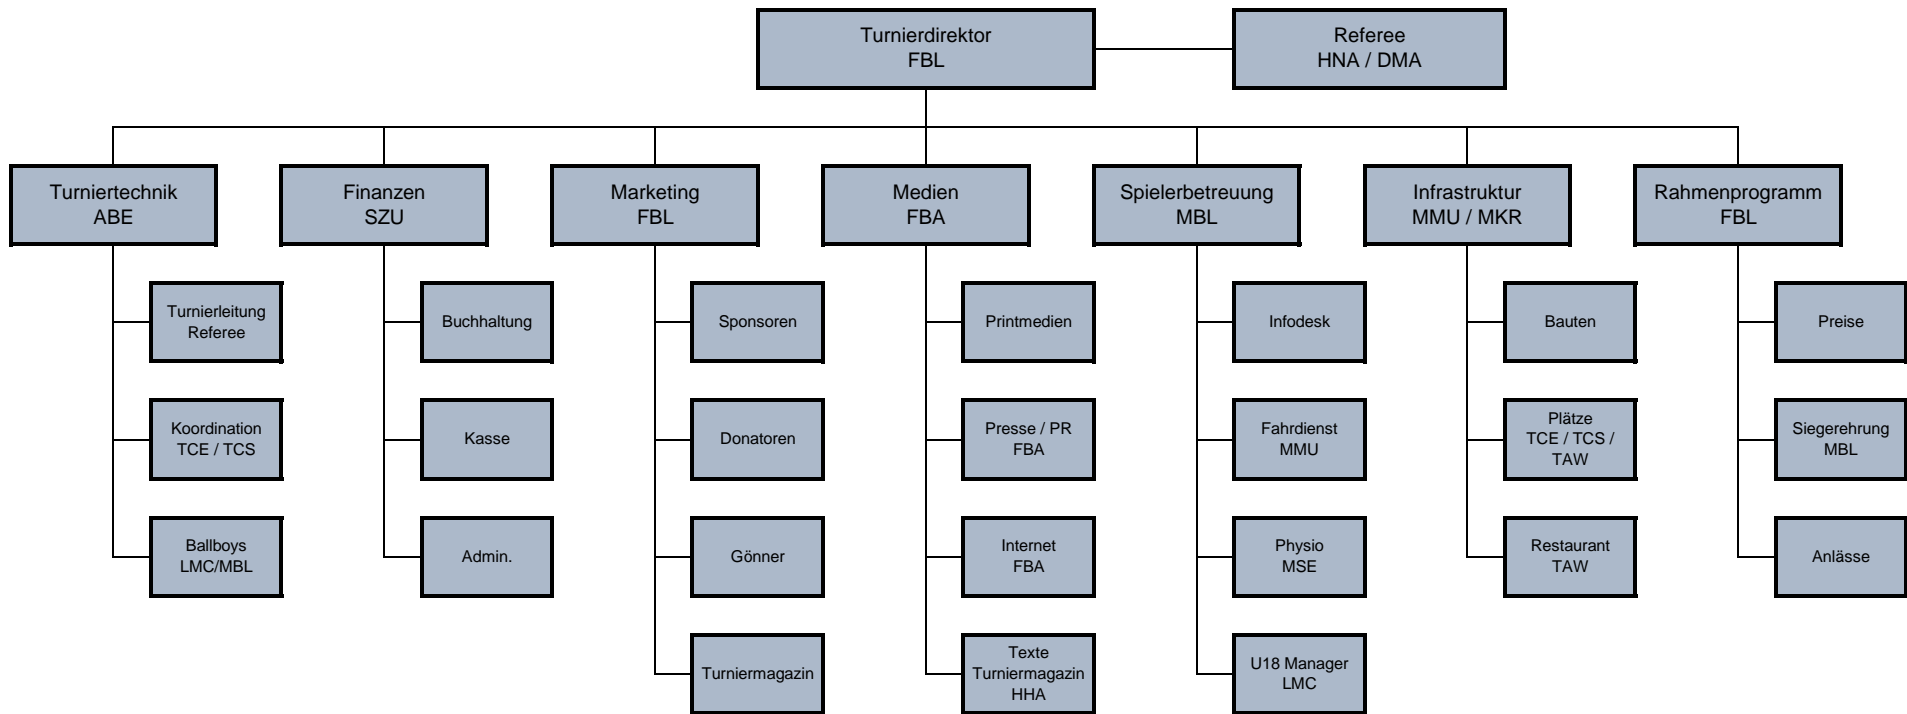 Turnierdirektor
FBL
Referee
HNA / DMA
Turniertechnik
ABE
Finanzen
SZU
Marketing
FBL
Medien
FBA
Spielerbetreuung
MBL
Infrastruktur
MMU / MKR
Rahmenprogramm
FBL
Turnierleitung
Referee
Buchhaltung
Sponsoren
Printmedien
Infodesk
Bauten
Preise
Koordination
TCE / TCS
Kasse
Donatoren
Presse / PR
FBA
Fahrdienst
MMU
Plätze
TCE / TCS /
TAW
Siegerehrung
MBL
Ballboys
LMC/MBL
Admin.
Gönner
Internet
FBA
Physio
MSE
Restaurant
TAW
Anlässe
Turniermagazin
Texte
Turniermagazin
HHA
U18 Manager
LMC